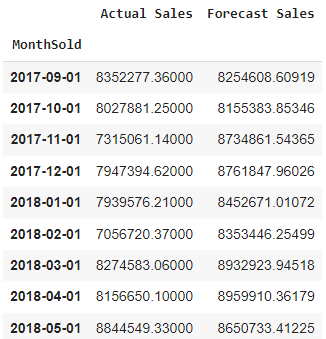 Actual Sales Forecast Sales
MonthSold
2017-09-01 8352277.36000 8254608.60919
2017-10-01 8027881.25000 8155383.85346
2017-11-01 7315061.14000 8734861.54365
2017-12-01 7947394.62000 8761847.96026
2018-01-01 7939576.21000 8452671.01072
2018-02-01 7056720.37000 8353446.25499
2018-03-01 8274583.06000 8932923.94518
2018-04-01 8156650.10000 8959910.36179
2018-05-01 8844549.33000 8650733.41225